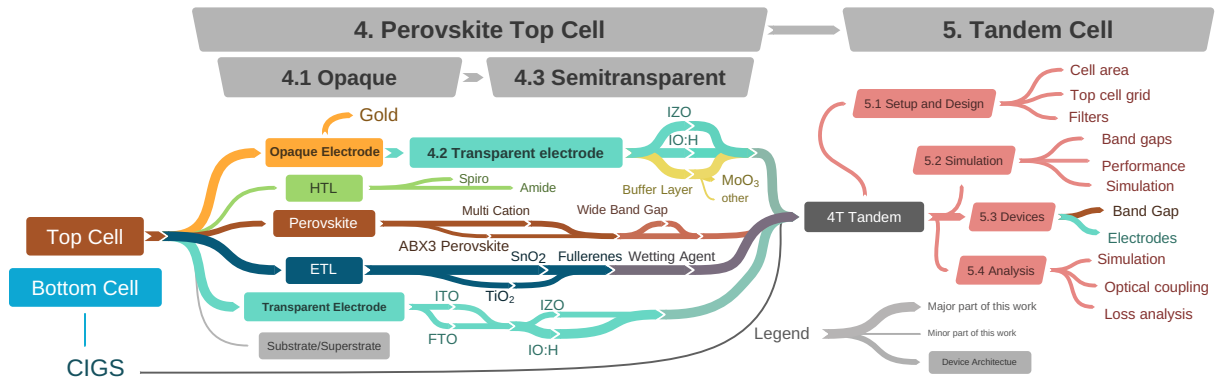 4. Perovskite Top Cell
5. Tandem Cell
4.1 Opaque
4.3 Semitransparent
Gold
Opaque Electrode
4.2 Transparent electrode
IZO
IO:H
Buffer Layer
MoO3
other
HTL
Spiro
Amide
Top Cell
Perovskite
Multi Cation
ABX3 Perovskite
Wide Band Gap
ETL
SnO2
TiO2
Fullerenes
Wetting Agent
Bottom Cell
Transparent Electrode
ITO
FTO
IZO
IO:H
Substrate/Superstrate
CIGS
4T Tandem
5.1 Setup and Design
Cell area
Top cell grid
Filters
5.2 Simulation
Band gaps
Performance
Simulation
5.3 Devices
Band Gap
Electrodes
5.4 Analysis
Simulation
Optical coupling
Loss analysis
Legend
Major part of this work
Minor part of this work
Device Architectue